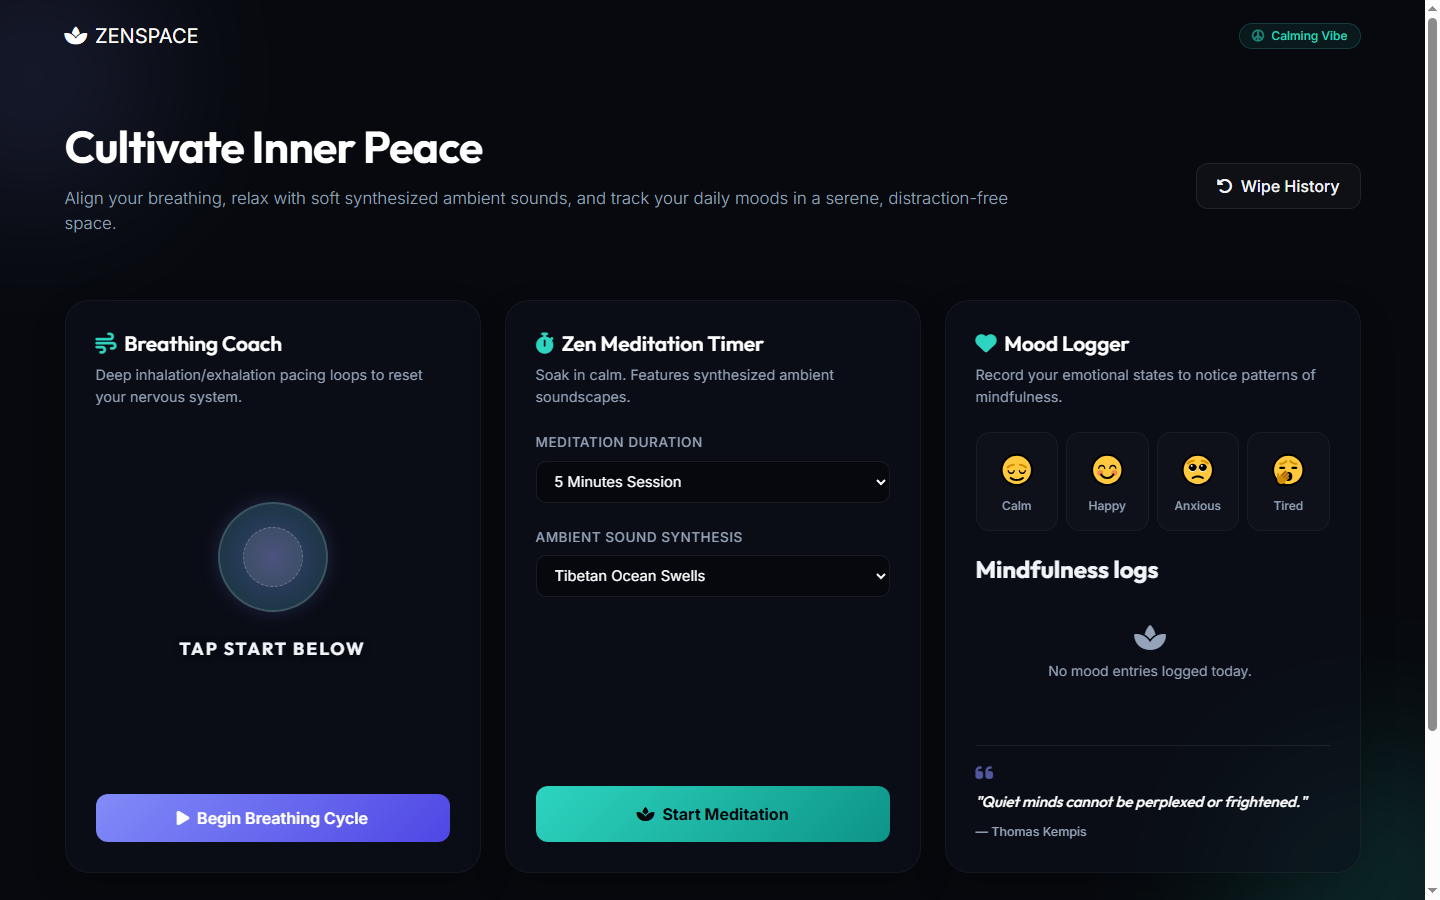 ZENSPACE
Calming Vibe
Cultivate Inner Peace
Align your breathing, relax with soft synthesized ambient sounds, and track your daily moods in a serene, distraction-free
space.
Wipe History
Breathing Coach
Deep inhalation/exhalation pacing loops to reset
your nervous system.
TAP START BELOW
Begin Breathing Cycle
Zen Meditation Timer
Soak in calm. Features synthesized ambient
soundscapes.
MEDITATION DURATION
5 Minutes Session
AMBIENT SOUND SYNTHESIS
Tibetan Ocean Swells
Start Meditation
Mood Logger
Record your emotional states to notice patterns of
mindfulness.
Calm
Happy
Anxious
Tired
Mindfulness logs
No mood entries logged today.
"Quiet minds cannot be perplexed or frightened."
— Thomas Kempis